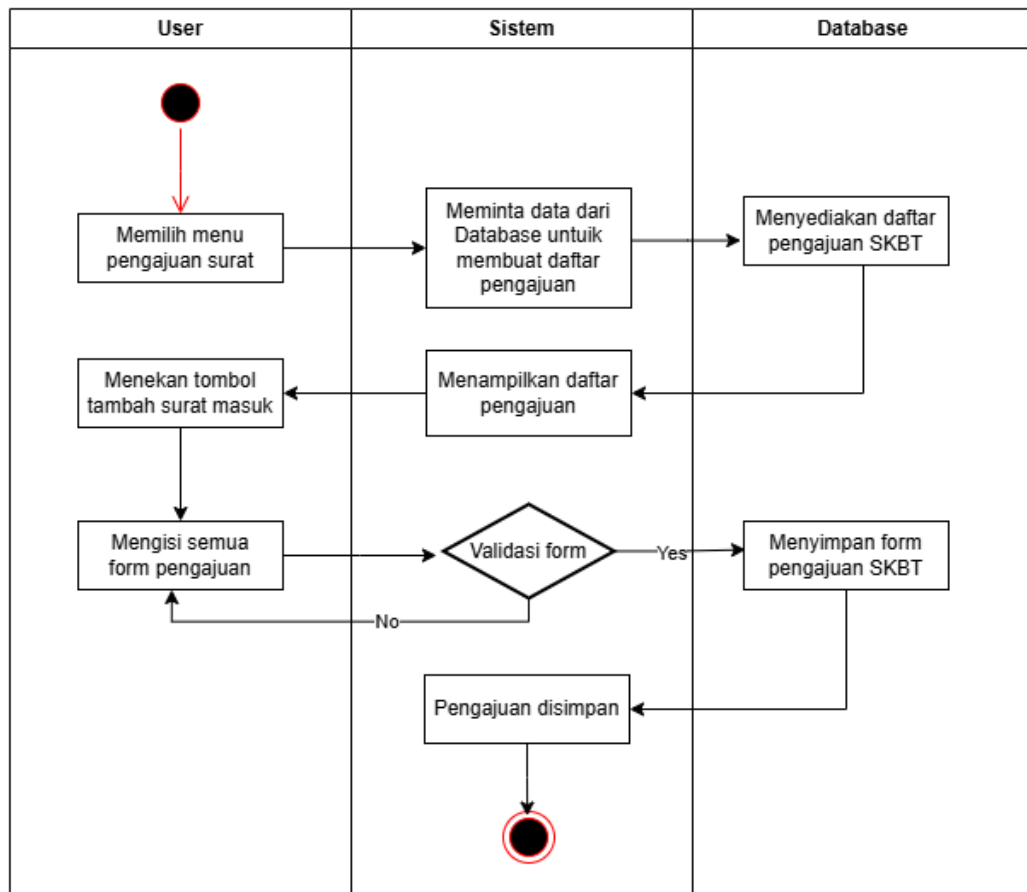 User
Sistem
Database
Memilih menu
pengajuan surat
Meminta data dari
Database untuik
membuat daftar
pengajuan
Menyediakan daftar
pengajuan SKBT
Menekan tombol
tambah surat masuk
Menampilkan daftar
pengajuan
Mengisi semua
form pengajuan
Validasi form
Yes
Menyimpan form
pengajuan SKBT
No
Pengajuan disimpan